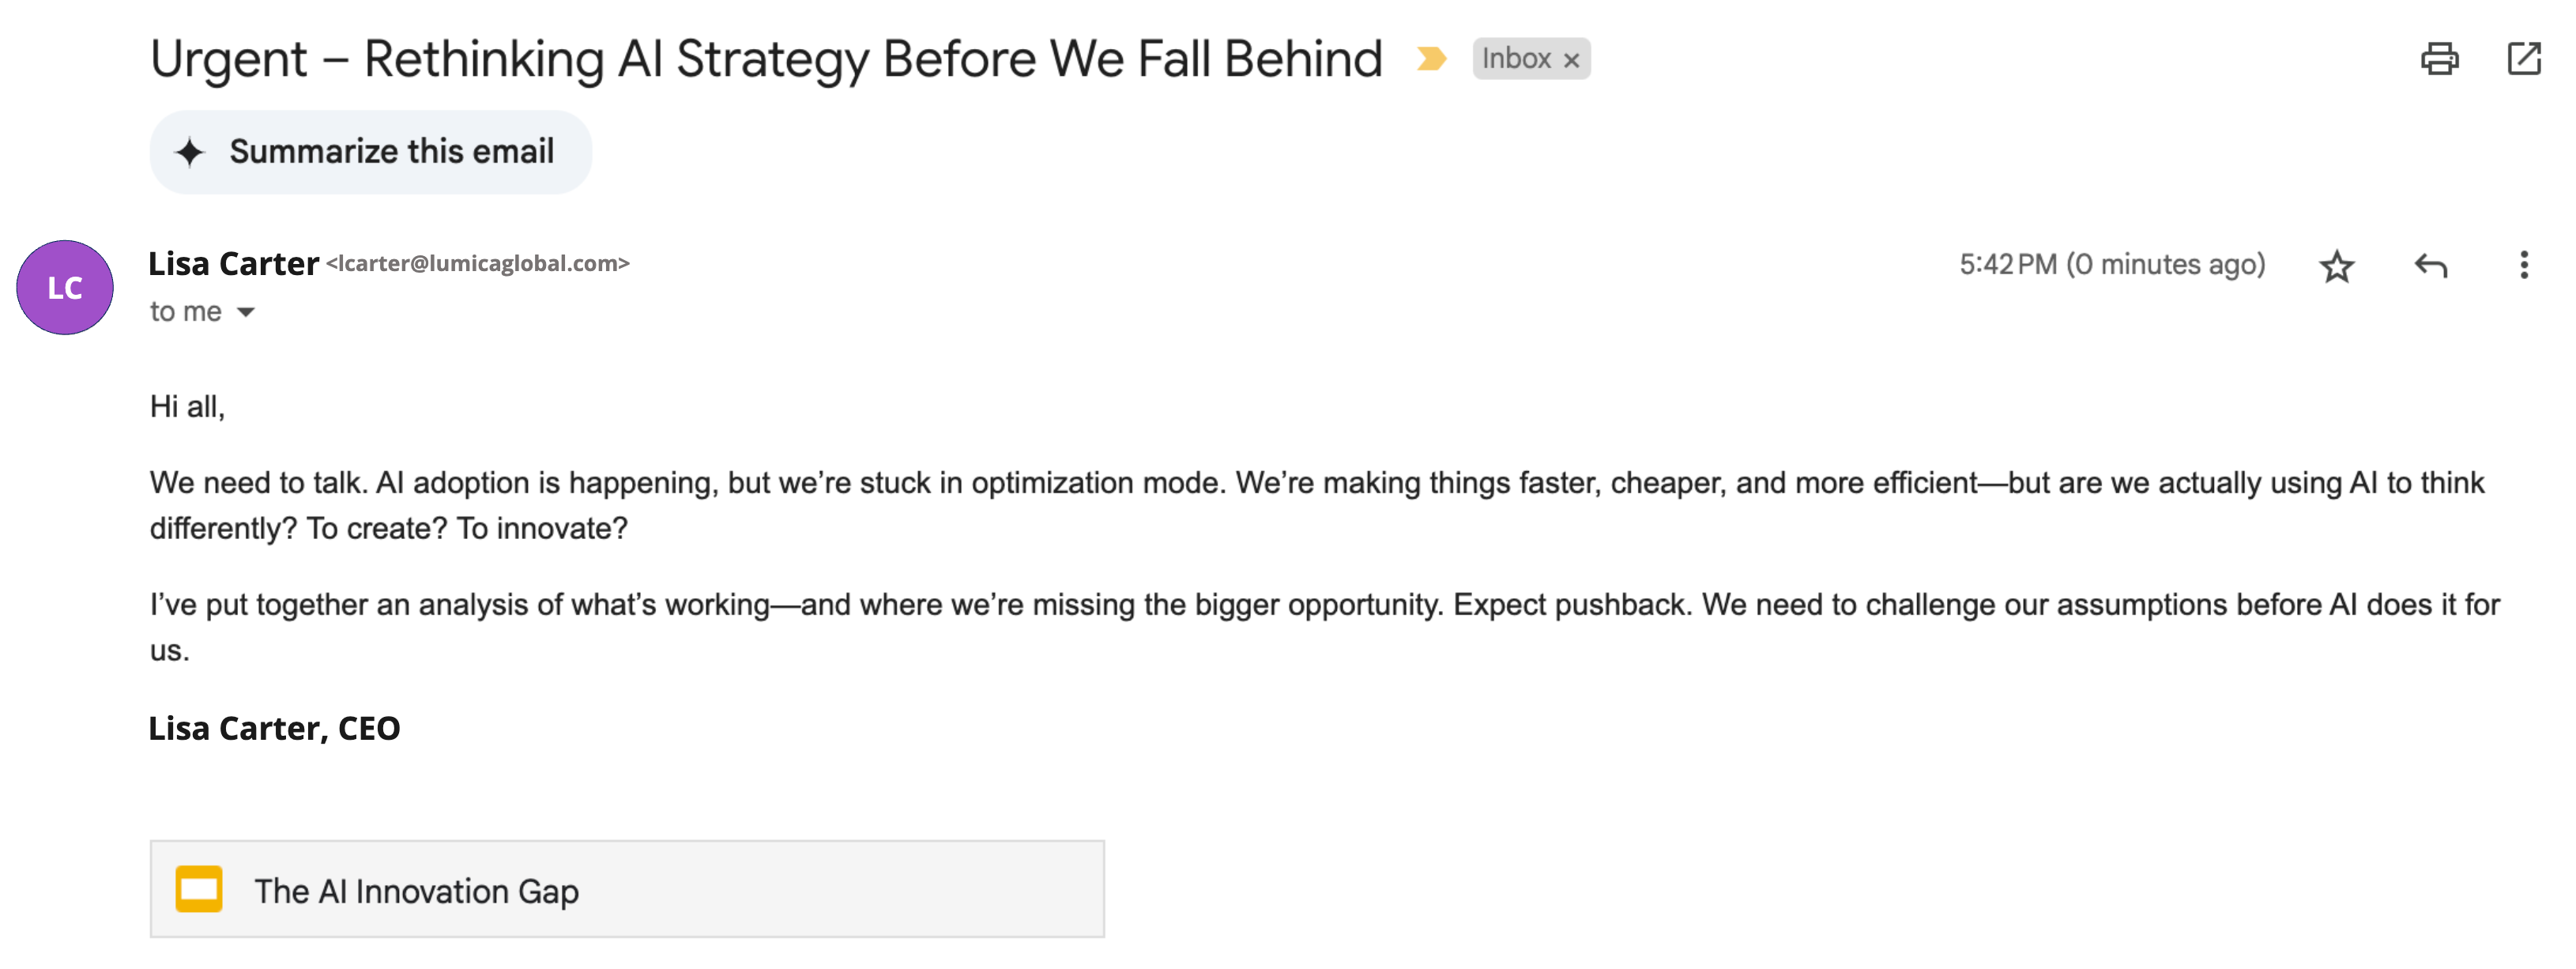 Urgent – Rethinking AI Strategy Before We Fall Behind Inbox ×
Summarize this email
LC
Lisa Carter <lcarter@lumicaglobal.com> 5:42 PM (0 minutes ago)
to me
Hi all,
We need to talk. AI adoption is happening, but we’re stuck in optimization mode. We’re making things faster, cheaper, and more efficient—but are we actually using AI to think
differently? To create? To innovate?
I’ve put together an analysis of what’s working—and where we’re missing the bigger opportunity. Expect pushback. We need to challenge our assumptions before AI does it for
us.
Lisa Carter, CEO
The AI Innovation Gap